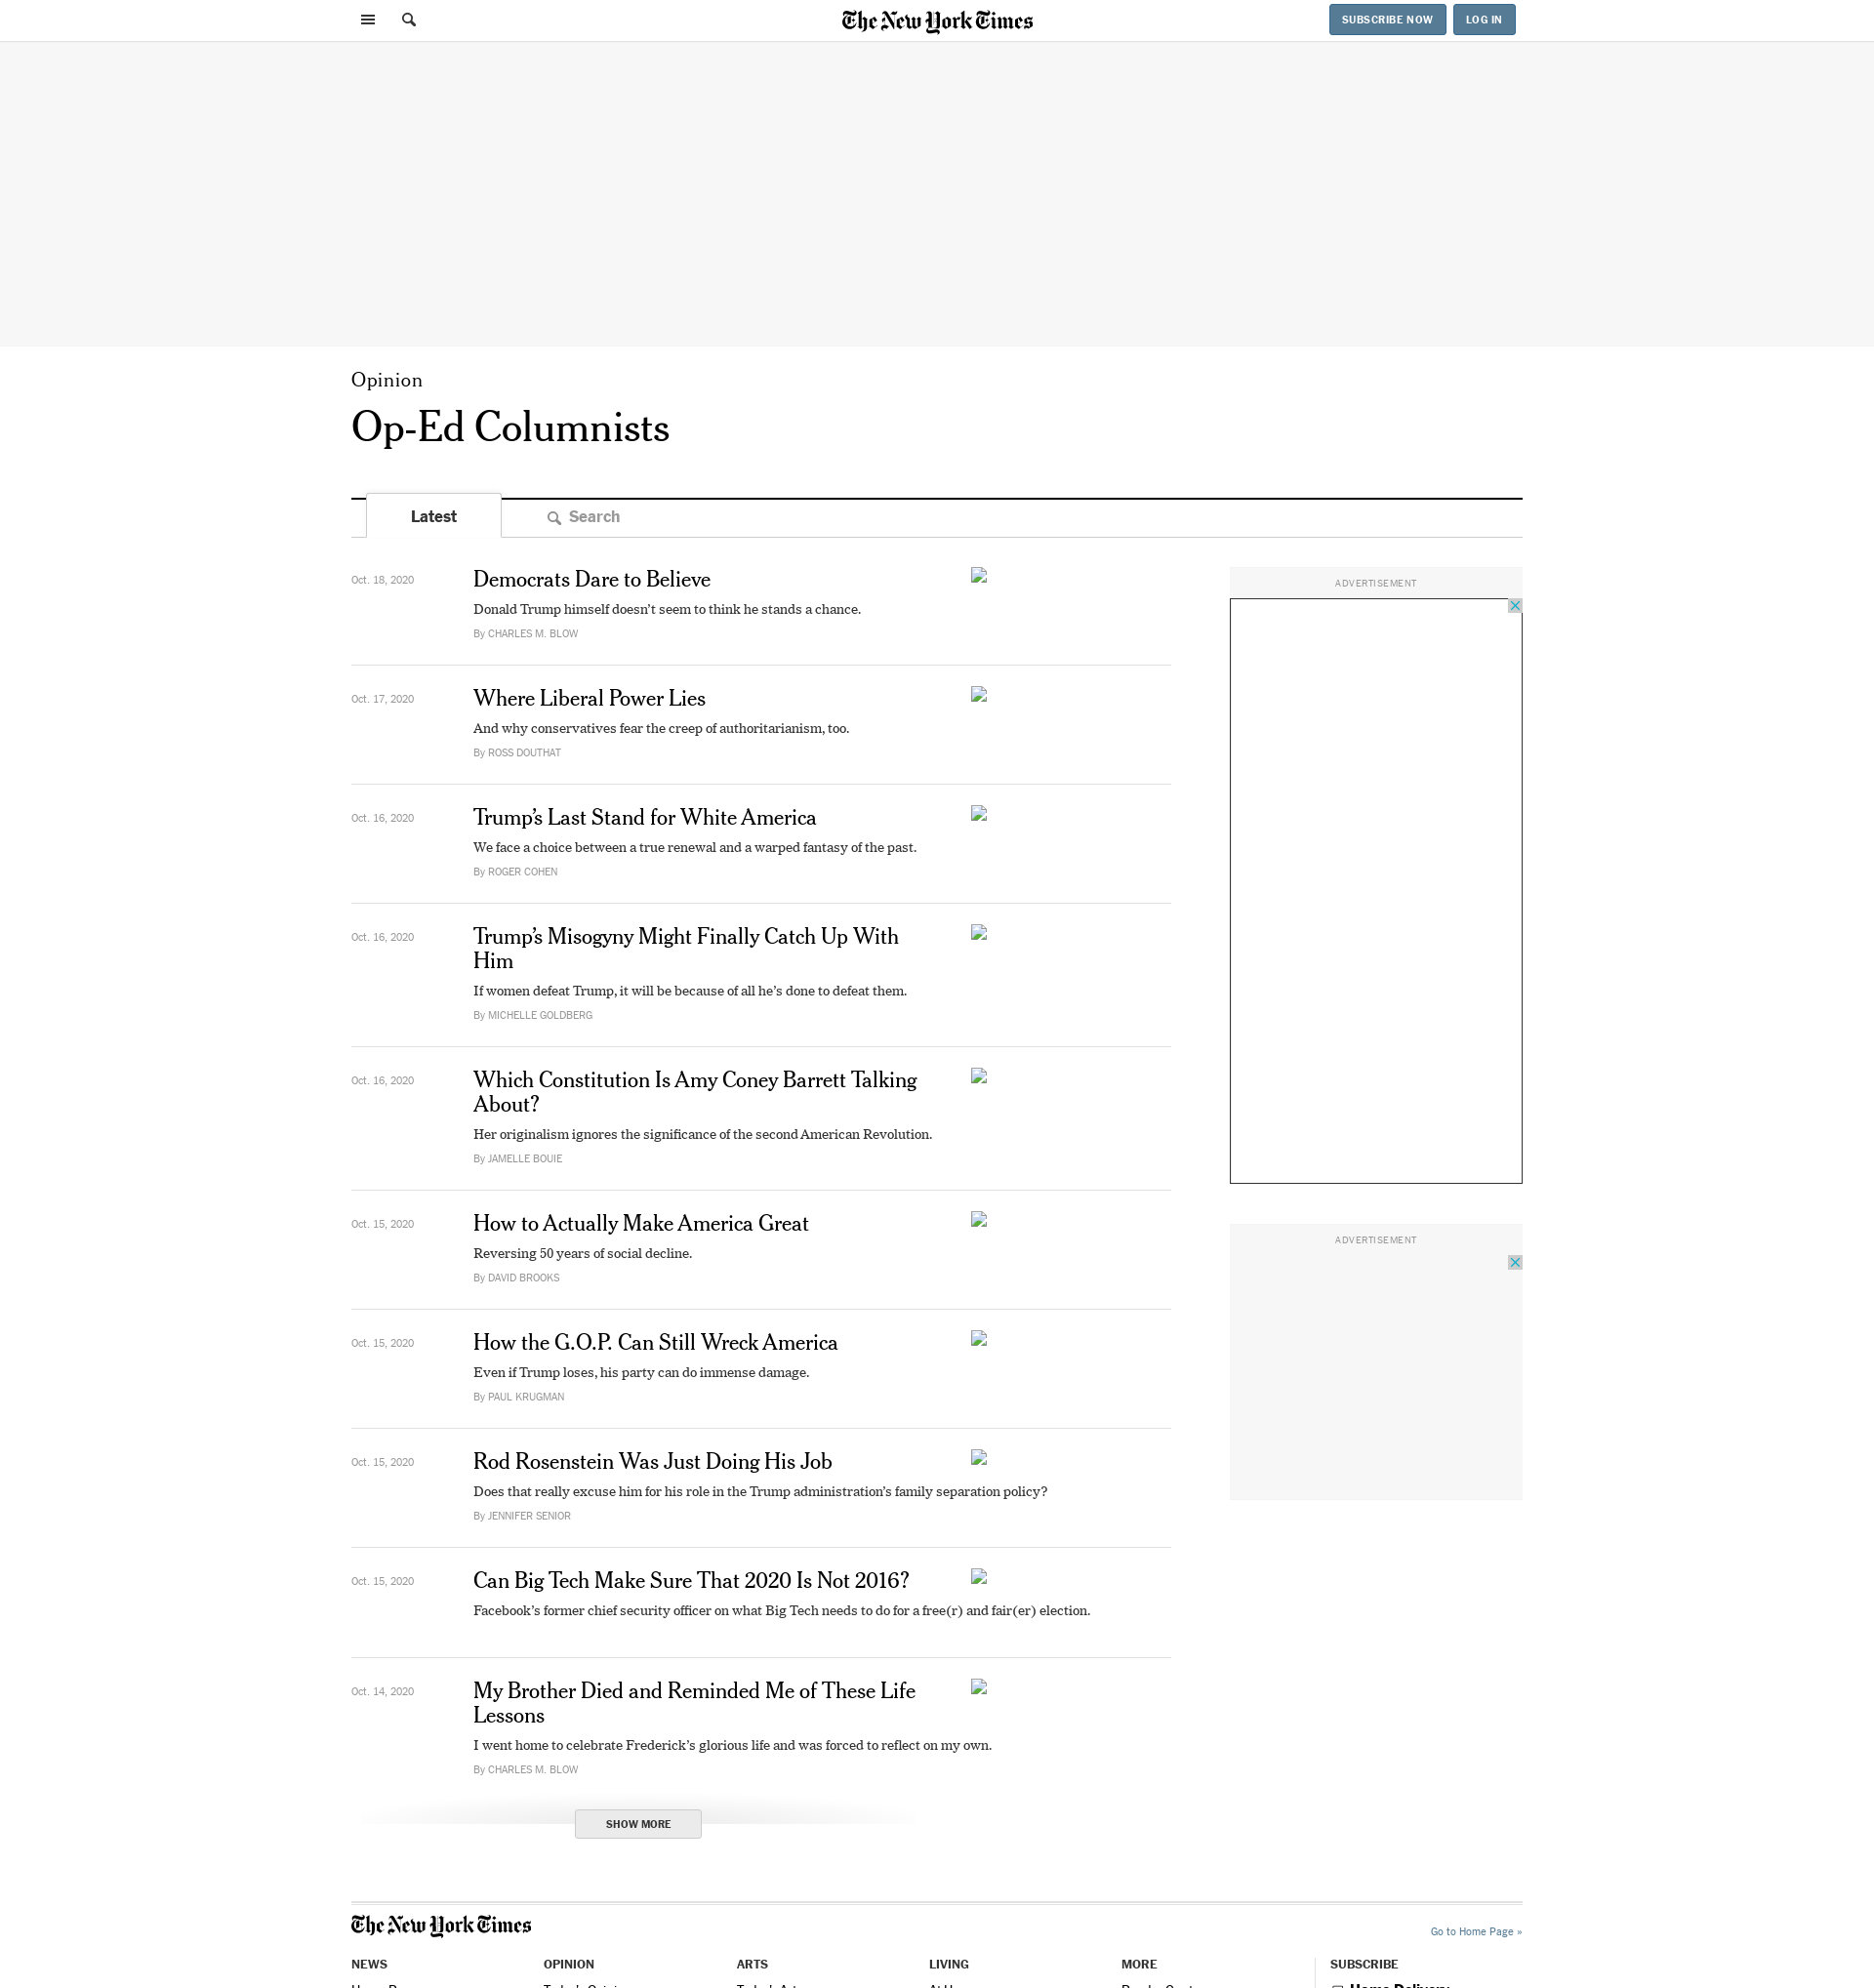 The New York Times
SUBSCRIBE NOW
LOG IN
Opinion
Op-Ed Columnists
Latest
Search
Oct. 18, 2020
Democrats Dare to Believe
Donald Trump himself doesn’t seem to think he stands a chance.
By CHARLES M. BLOW
Oct. 17, 2020
Where Liberal Power Lies
And why conservatives fear the creep of authoritarianism, too.
By ROSS DOUTHAT
Oct. 16, 2020
Trump’s Last Stand for White America
We face a choice between a true renewal and a warped fantasy of the past.
By ROGER COHEN
Oct. 16, 2020
Trump’s Misogyny Might Finally Catch Up With
Him
If women defeat Trump, it will be because of all he’s done to defeat them.
By MICHELLE GOLDBERG
Oct. 16, 2020
Which Constitution Is Amy Coney Barrett Talking
About?
Her originalism ignores the significance of the second American Revolution.
By JAMELLE BOUIE
Oct. 15, 2020
How to Actually Make America Great
Reversing 50 years of social decline.
By DAVID BROOKS
Oct. 15, 2020
How the G.O.P. Can Still Wreck America
Even if Trump loses, his party can do immense damage.
By PAUL KRUGMAN
Oct. 15, 2020
Rod Rosenstein Was Just Doing His Job
Does that really excuse him for his role in the Trump administration’s family separation policy?
By JENNIFER SENIOR
Oct. 15, 2020
Can Big Tech Make Sure That 2020 Is Not 2016?
Facebook’s former chief security officer on what Big Tech needs to do for a free(r) and fair(er) election.
Oct. 14, 2020
My Brother Died and Reminded Me of These Life
Lessons
I went home to celebrate Frederick’s glorious life and was forced to reflect on my own.
By CHARLES M. BLOW
SHOW MORE
ADVERTISEMENT
ADVERTISEMENT
The New York Times
Go to Home Page »
NEWS
OPINION
ARTS
LIVING
MORE
SUBSCRIBE
Home Delivery